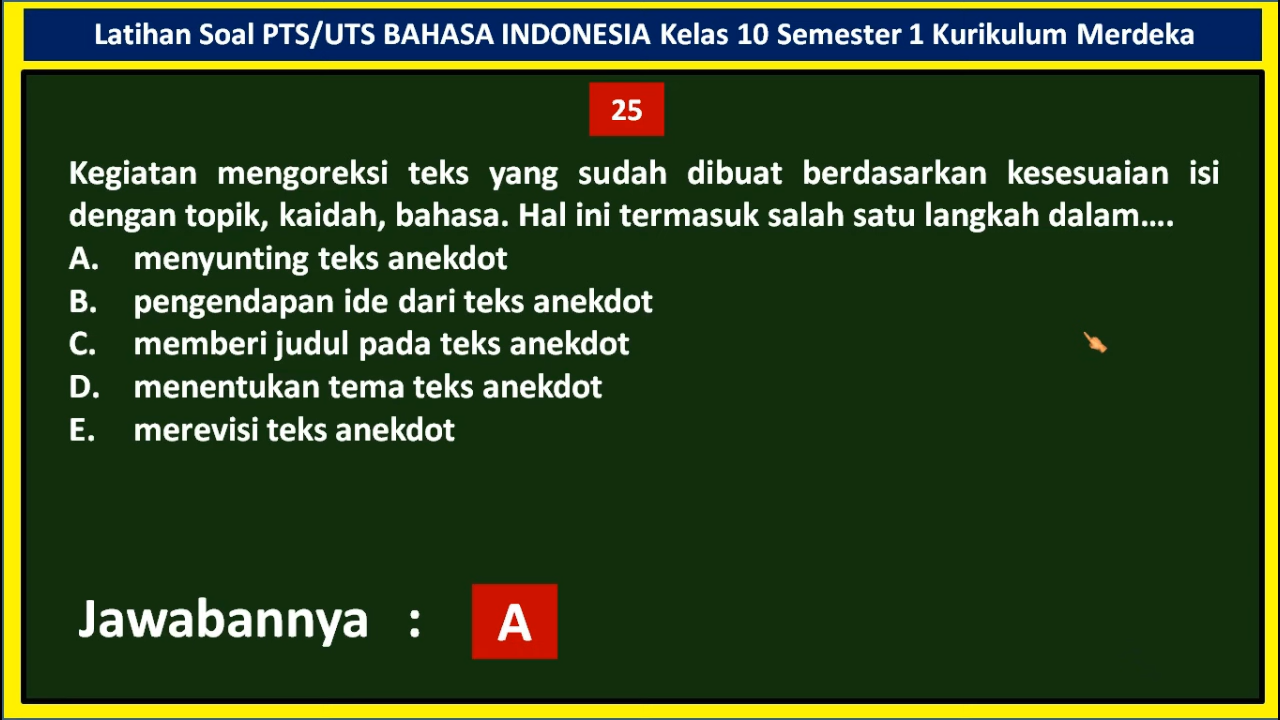 Latihan Soal PTS/UTS BAHASA INDONESIA Kelas 10 Semester 1 Kurikulum Merdeka
25
Kegiatan mengoreksi teks yang sudah dibuat berdasarkan kesesuaian isi
dengan topik, kaidah, bahasa. Hal ini termasuk salah satu langkah dalam....
A. menyunting teks anekdot
B. pengendapan ide dari teks anekdot
C. memberi judul pada teks anekdot
D. menentukan tema teks anekdot
E. merevisi teks anekdot
Jawabannya : A